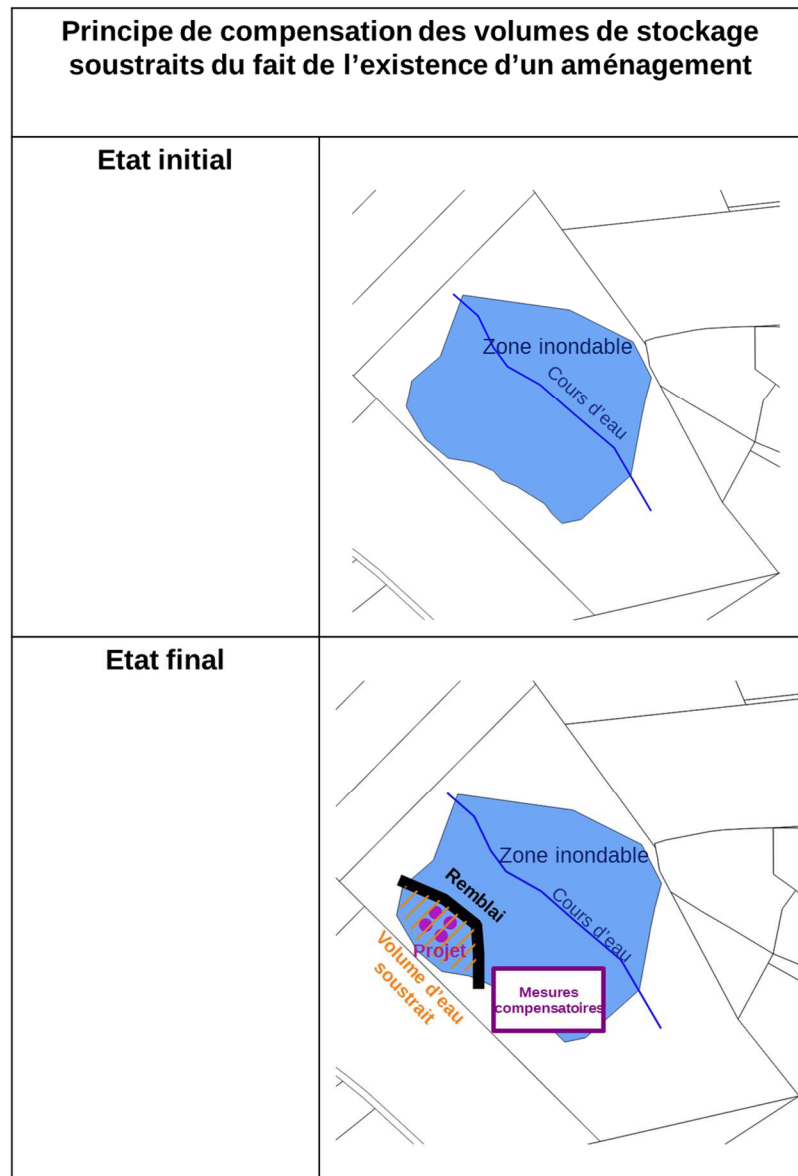 Principe de compensation des volumes de stockage
soustraits du fait de l'existence d'un aménagement
Etat initial
Zone inondable
Cours d'eau
Etat final
Zone inondable
Cours d'eau
Remblai
Projet
Volume d'eau
soustrait
Mesures
compensatoires